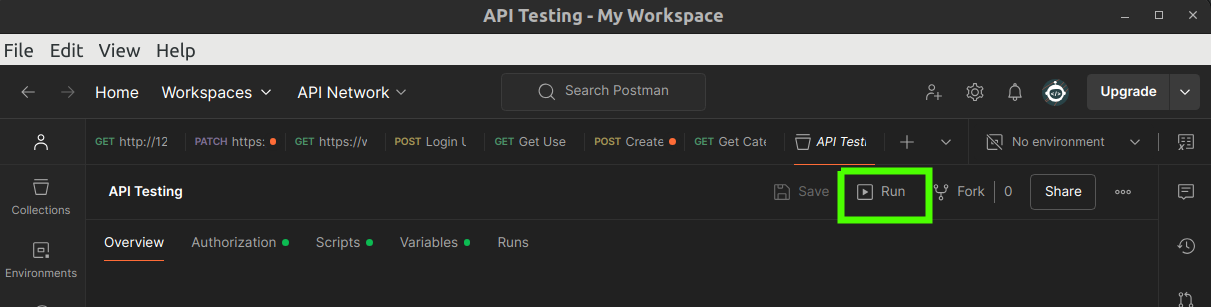 API Testing - My Workspace
File Edit View Help
Home Workspaces API Network Search Postman Upgrade
GET http://12 PATCH https: GET https://v POST Login U GET Get Use POST Create GET Get Cate API Testi No environment
API Testing Save Run Fork 0 Share
Collections
Overview Authorization Scripts Variables Runs
Environments